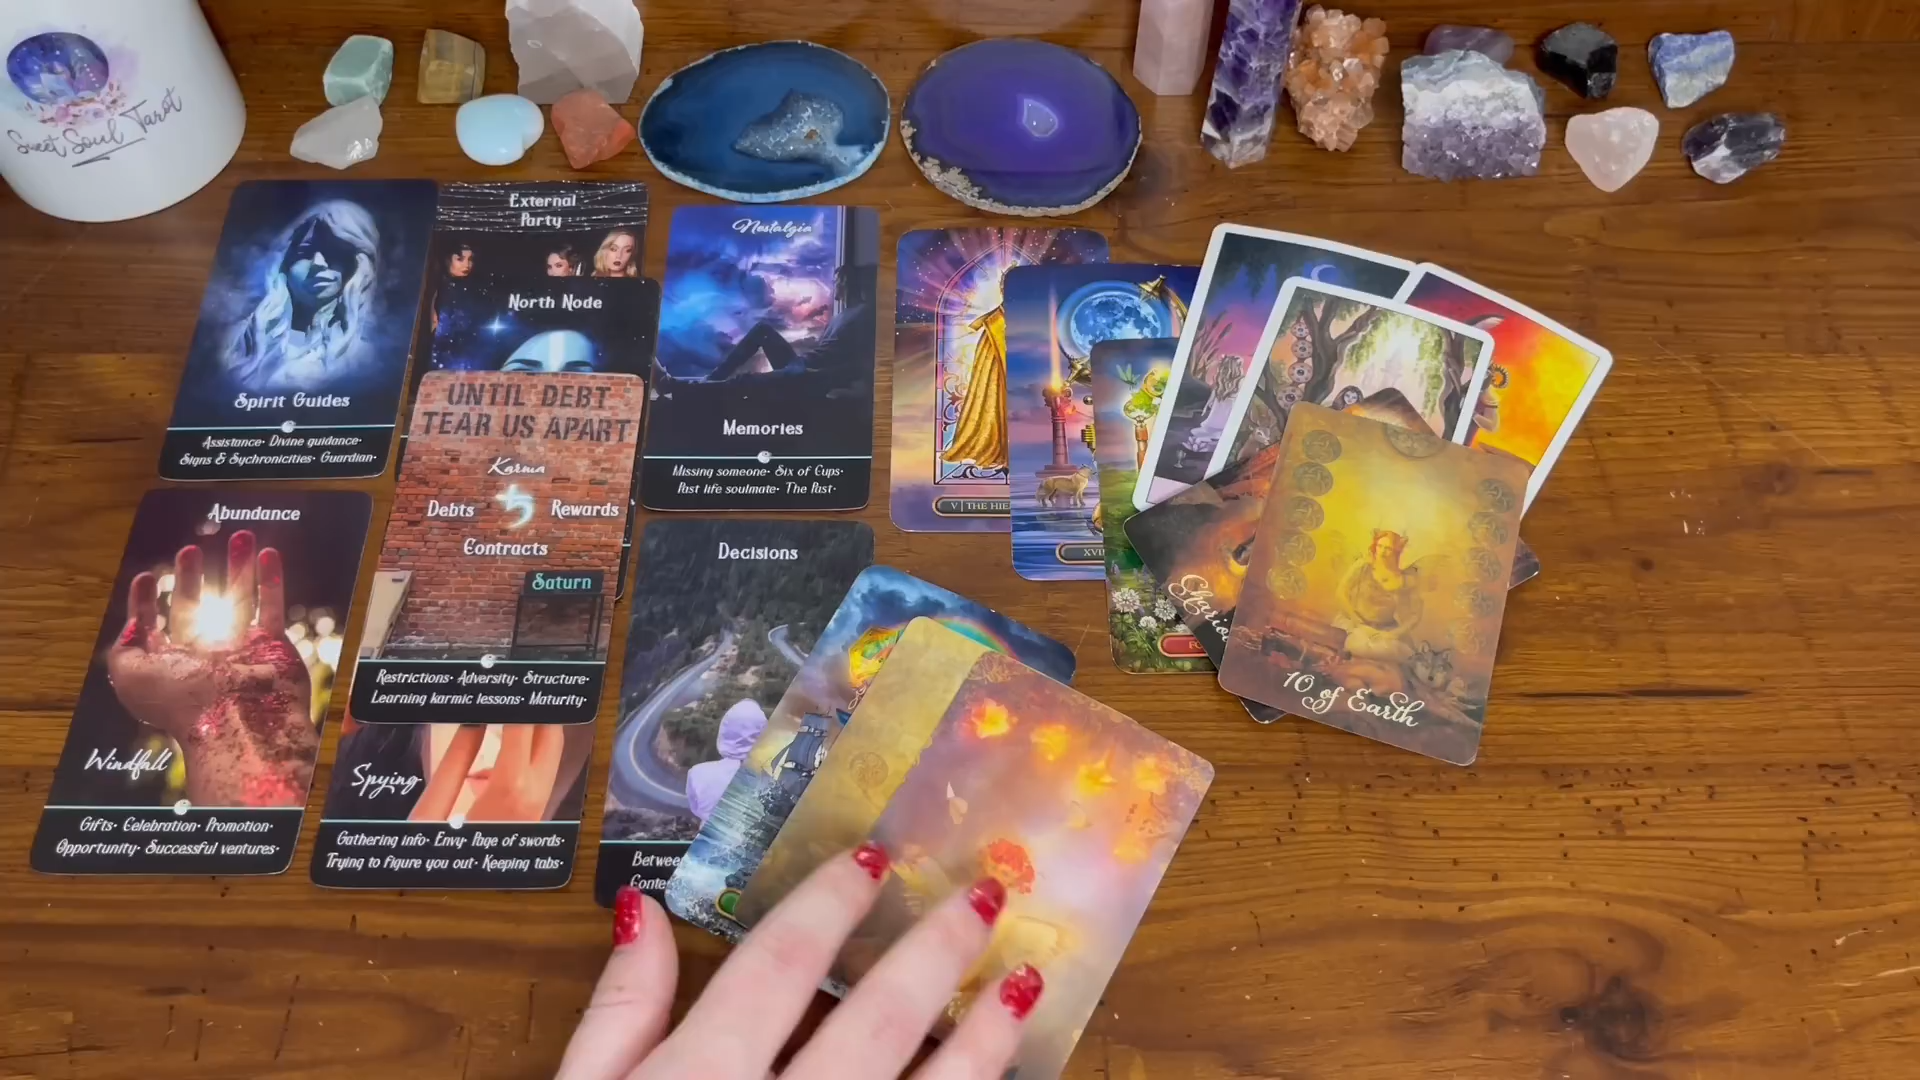 Sweet Soul Tarot
Spirit Guides
Assistance· Divine guidance·
Signs & Sychronicities· Guardian·
External
Party
North Node
UNTIL DEBT
TEAR US APART
Karma
Debts
Rewards
Contracts
Saturn
Restrictions· Adversity· Structure·
Learning karmic lessons· Maturity·
Nostalgia
Memories
Missing someone· Six of Cups·
Past life soulmate· The Past·
Abundance
Windfall
Gifts· Celebration· Promotion·
Opportunity· Successful ventures·
Spying
Gathering info· Envy· Page of swords·
Trying to figure you out· Keeping tabs·
Decisions
V | THE HIE
10 of Earth